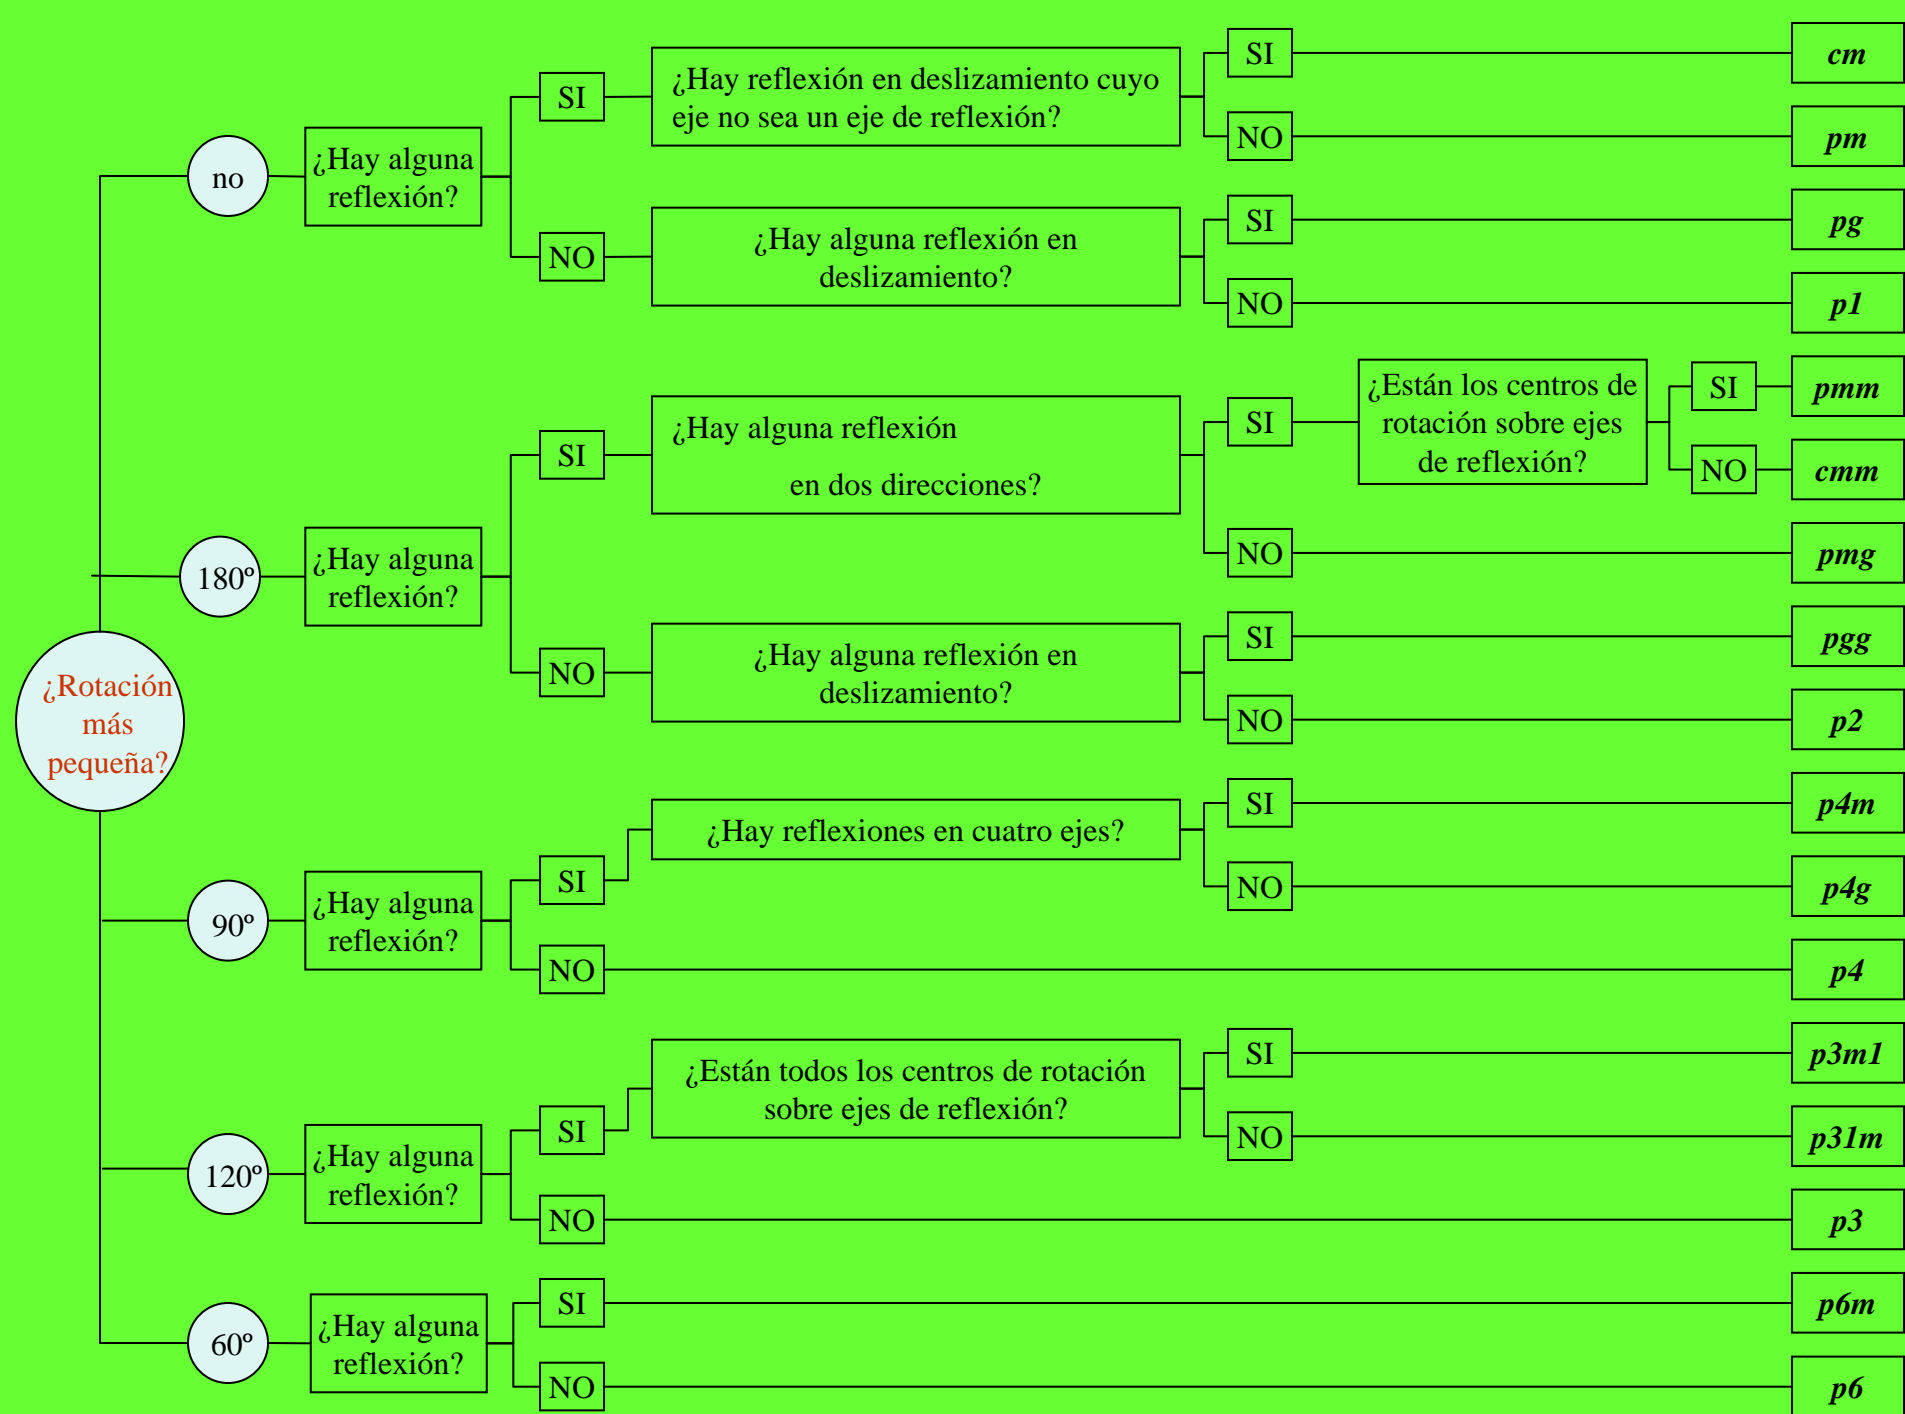 ¿Rotación
más
pequeña?
no
¿Hay alguna
reflexión?
SI
¿Hay reflexión en deslizamiento cuyo
eje no sea un eje de reflexión?
SI
cm
NO
pm
NO
¿Hay alguna reflexión en
deslizamiento?
SI
pg
NO
p1
180º
¿Hay alguna
reflexión?
SI
¿Hay alguna reflexión
en dos direcciones?
SI
¿Están los centros de
rotación sobre ejes
de reflexión?
SI
pmm
NO
cmm
NO
pmg
NO
¿Hay alguna reflexión en
deslizamiento?
SI
pgg
NO
p2
90º
¿Hay alguna
reflexión?
SI
¿Hay reflexiones en cuatro ejes?
SI
p4m
NO
p4g
NO
p4
120º
¿Hay alguna
reflexión?
SI
¿Están todos los centros de rotación
sobre ejes de reflexión?
SI
p3m1
NO
p31m
NO
p3
60º
¿Hay alguna
reflexión?
SI
p6m
NO
p6